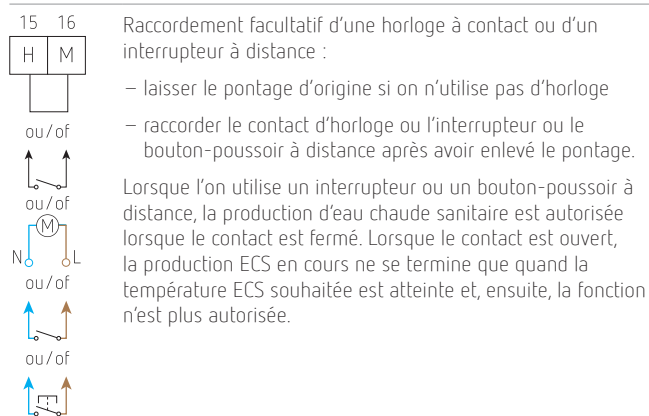 15 16
H M
ou/of
ou/of
M
N L
ou/of
ou/of
Raccordement facultatif d'une horloge à contact ou d'un
interrupteur à distance :
– laisser le pontage d'origine si on n'utilise pas d'horloge
– raccorder le contact d'horloge ou l'interrupteur ou le
bouton-poussoir à distance après avoir enlevé le pontage.
Lorsque l'on utilise un interrupteur ou un bouton-poussoir à
distance, la production d'eau chaude sanitaire est autorisée
lorsque le contact est fermé. Lorsque le contact est ouvert,
la production ECS en cours ne se termine que quand la
température ECS souhaitée est atteinte et, ensuite, la fonction
n'est plus autorisée.